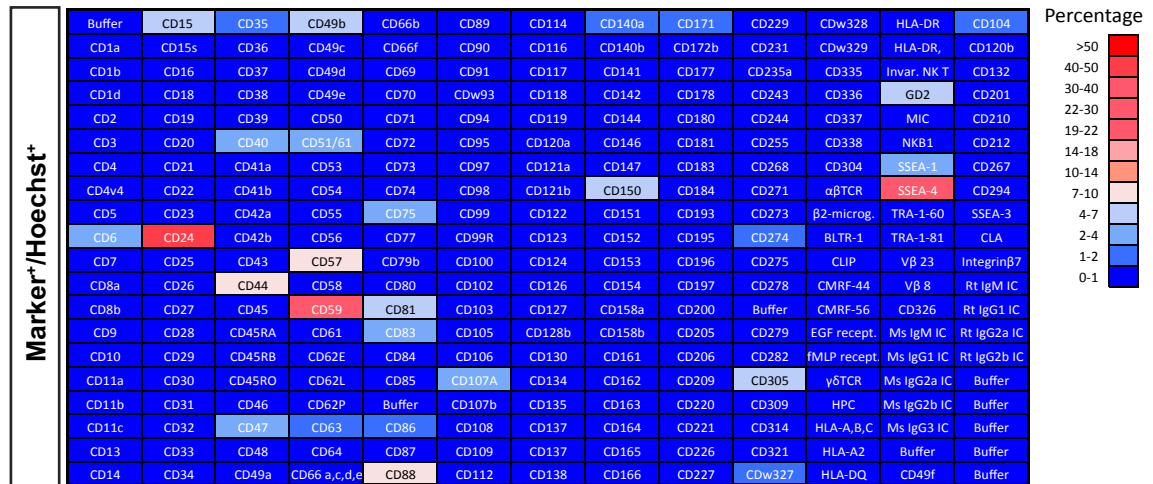 Marker⁺/Hoechst⁺
Buffer CD15 CD35 CD49b CD66b CD89 CD114 CD140a CD171 CD229 CDw328 HLA-DR CD104
CD1a CD15s CD36 CD49c CD66f CD90 CD116 CD140b CD172b CD231 CDw329 HLA-DR, CD120b
CD1b CD16 CD37 CD49d CD69 CD91 CD117 CD141 CD177 CD235a CD335 Invar. NK T CD132
CD1d CD18 CD38 CD49e CD70 CDw93 CD118 CD142 CD178 CD243 CD336 GD2 CD201
CD2 CD19 CD39 CD50 CD71 CD94 CD119 CD144 CD180 CD244 CD337 MIC CD210
CD3 CD20 CD40 CD51/61 CD72 CD95 CD120a CD146 CD181 CD255 CD338 NKB1 CD212
CD4 CD21 CD41a CD53 CD73 CD97 CD121a CD147 CD183 CD268 CD304 SSEA-1 CD267
CD4v4 CD22 CD41b CD54 CD74 CD98 CD121b CD150 CD184 CD271 αβTCR SSEA-4 CD294
CD5 CD23 CD42a CD55 CD75 CD99 CD122 CD151 CD193 CD273 β2-microg. TRA-1-60 SSEA-3
CD6 CD24 CD42b CD56 CD77 CD99R CD123 CD152 CD195 CD274 BLTR-1 TRA-1-81 CLA
CD7 CD25 CD43 CD57 CD79b CD100 CD124 CD153 CD196 CD275 CLIP Vβ 23 Integrinβ7
CD8a CD26 CD44 CD58 CD80 CD102 CD126 CD154 CD197 CD278 CMRF-44 Vβ 8 Rt IgM IC
CD8b CD27 CD45 CD59 CD81 CD103 CD127 CD158a CD200 Buffer CMRF-56 CD326 Rt IgG1 IC
CD9 CD28 CD45RA CD61 CD83 CD105 CD128b CD158b CD205 CD279 EGF recept. Ms IgM IC Rt IgG2a IC
CD10 CD29 CD45RB CD62E CD84 CD106 CD130 CD161 CD206 CD282 fMLP recept. Ms IgG1 IC Rt IgG2b IC
CD11a CD30 CD45RO CD62L CD85 CD107A CD134 CD162 CD209 CD305 γδTCR Ms IgG2a IC Buffer
CD11b CD31 CD46 CD62P Buffer CD107b CD135 CD163 CD220 CD309 HPC Ms IgG2b IC Buffer
CD11c CD32 CD47 CD63 CD86 CD108 CD137 CD164 CD221 CD314 HLA-A,B,C Ms IgG3 IC Buffer
CD13 CD33 CD48 CD64 CD87 CD109 CD137 CD165 CD226 CD321 HLA-A2 Buffer Buffer
CD14 CD34 CD49a CD66 a,c,d,e CD88 CD112 CD138 CD166 CD227 CDw327 HLA-DQ CD49f Buffer
Percentage
>50
40-50
30-40
22-30
19-22
14-18
10-14
7-10
4-7
2-4
1-2
0-1